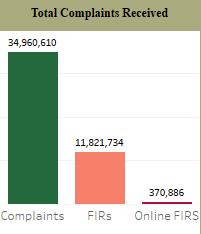 Total Complaints Received
34,960,610
11,821,734
370,886
Complaints FIRs Online FIRS